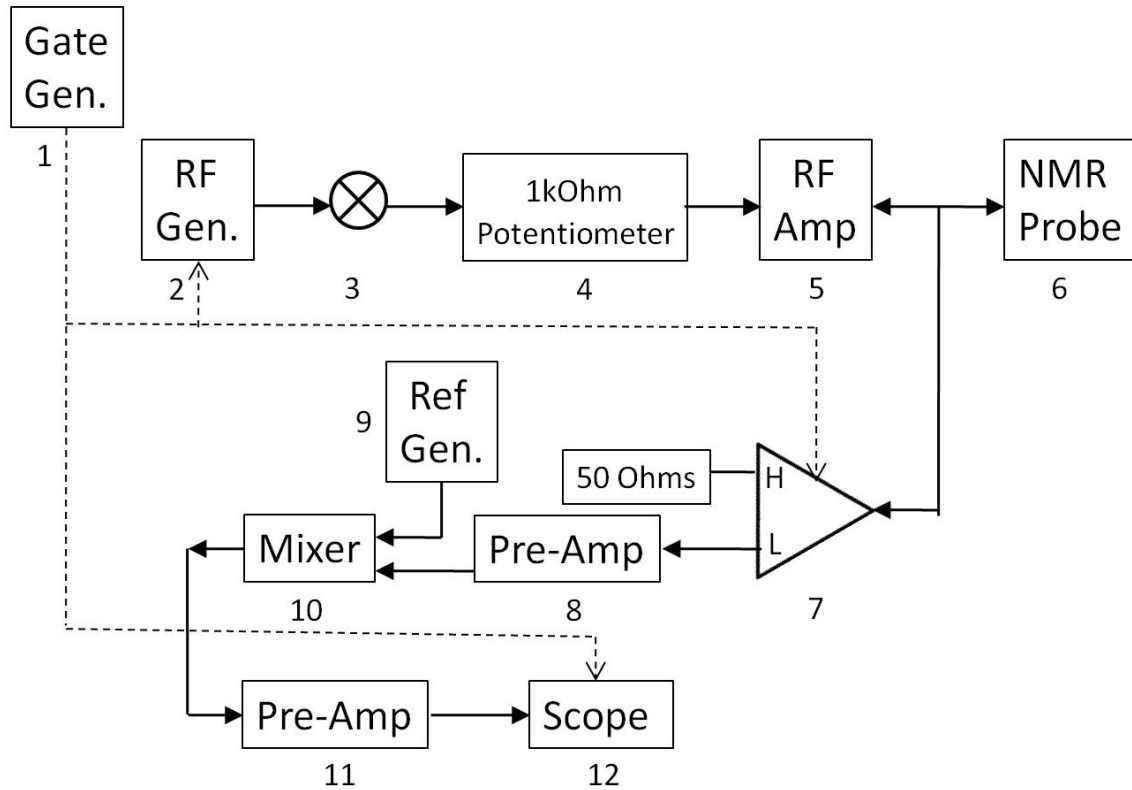 Gate
Gen.
1
RF
Gen.
2
3
1kOhm
Potentiometer
4
RF
Amp
5
NMR
Probe
6
Ref
Gen.
9
50 Ohms
H
L
7
Pre-Amp
8
Mixer
10
Pre-Amp
11
Scope
12